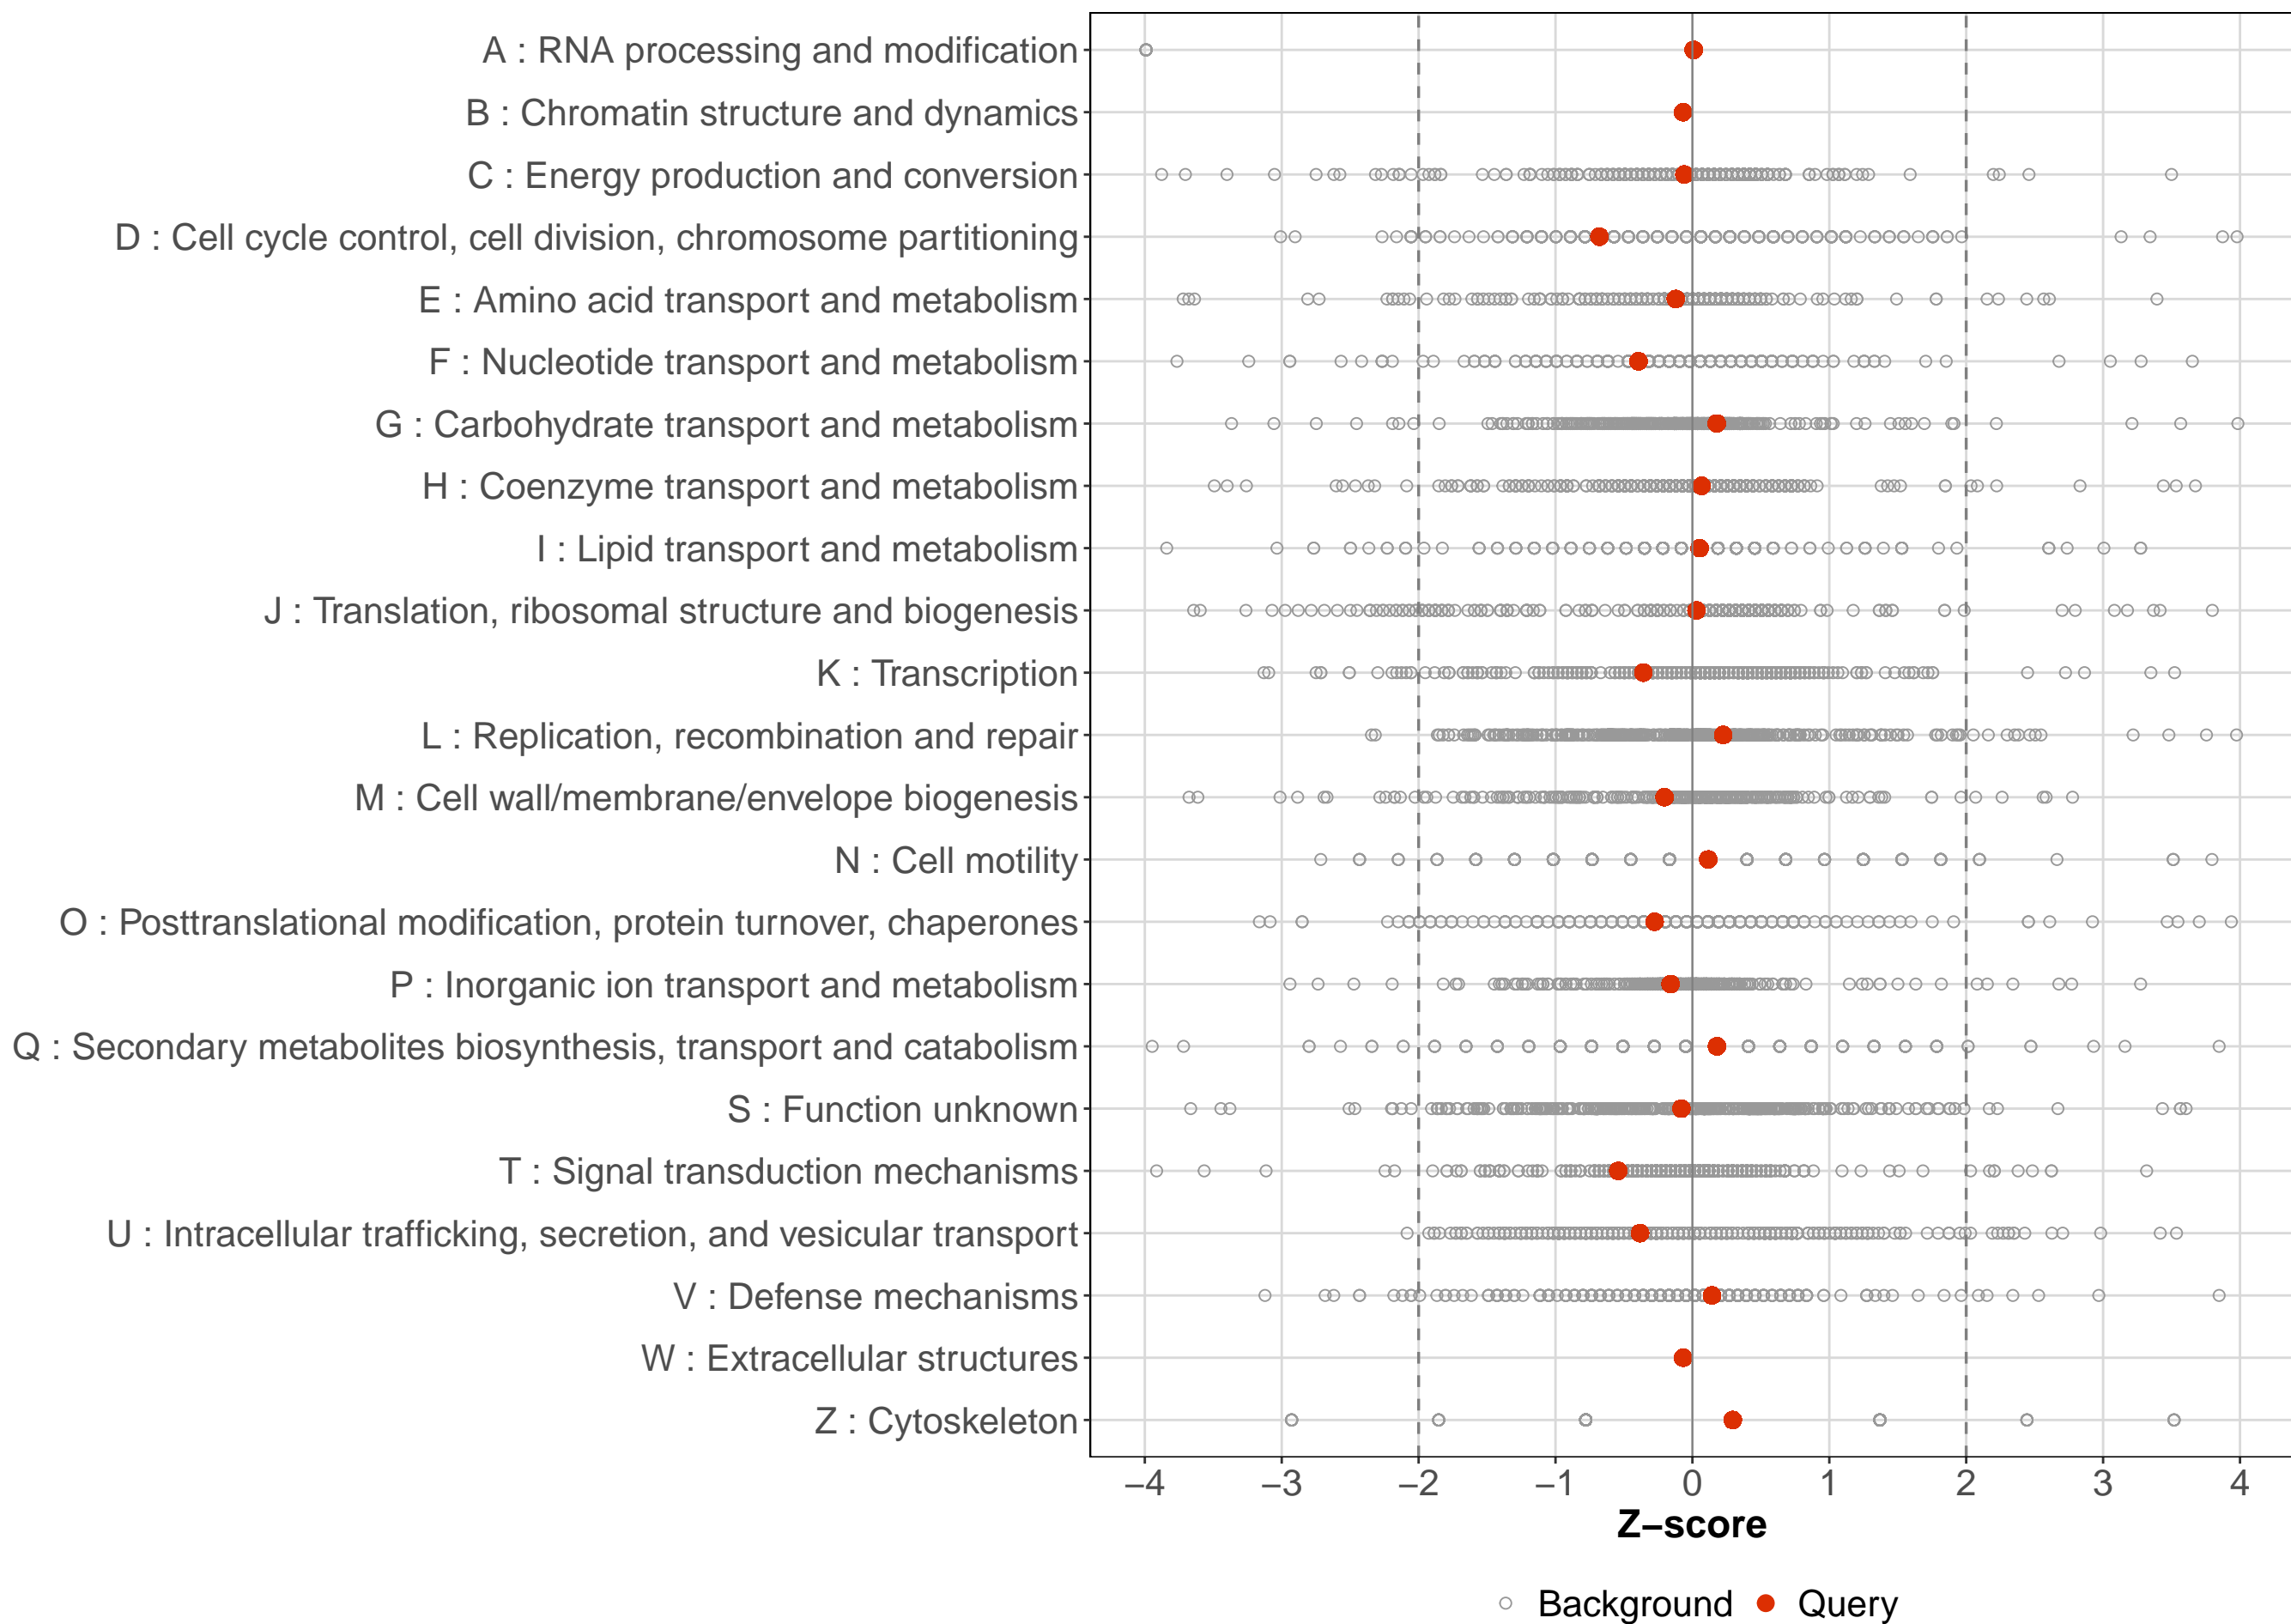 A : RNA processing and modification
B : Chromatin structure and dynamics
C : Energy production and conversion
D : Cell cycle control, cell division, chromosome partitioning
E : Amino acid transport and metabolism
F : Nucleotide transport and metabolism
G : Carbohydrate transport and metabolism
H : Coenzyme transport and metabolism
I : Lipid transport and metabolism
J : Translation, ribosomal structure and biogenesis
K : Transcription
L : Replication, recombination and repair
M : Cell wall/membrane/envelope biogenesis
N : Cell motility
O : Posttranslational modification, protein turnover, chaperones
P : Inorganic ion transport and metabolism
Q : Secondary metabolites biosynthesis, transport and catabolism
S : Function unknown
T : Signal transduction mechanisms
U : Intracellular trafficking, secretion, and vesicular transport
V : Defense mechanisms
W : Extracellular structures
Z : Cytoskeleton
−4 −3 −2 −1 0 1 2 3 4
Z−score
Background Query